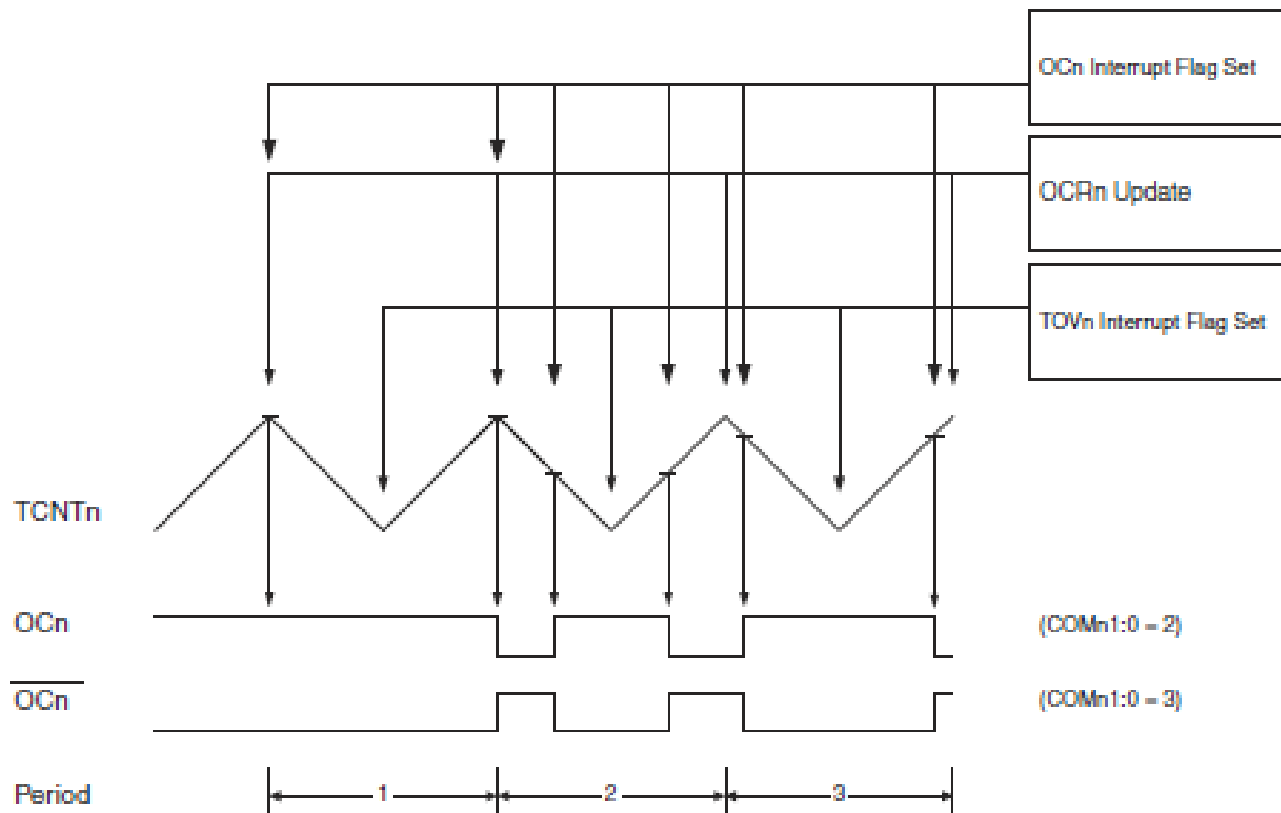 OCn Interrupt Flag Set
OCRn Update
TOVn Interrupt Flag Set
TCNTn
OCn
(COMn1:0 = 2)
OCn
(COMn1:0 = 3)
Period
1
2
3